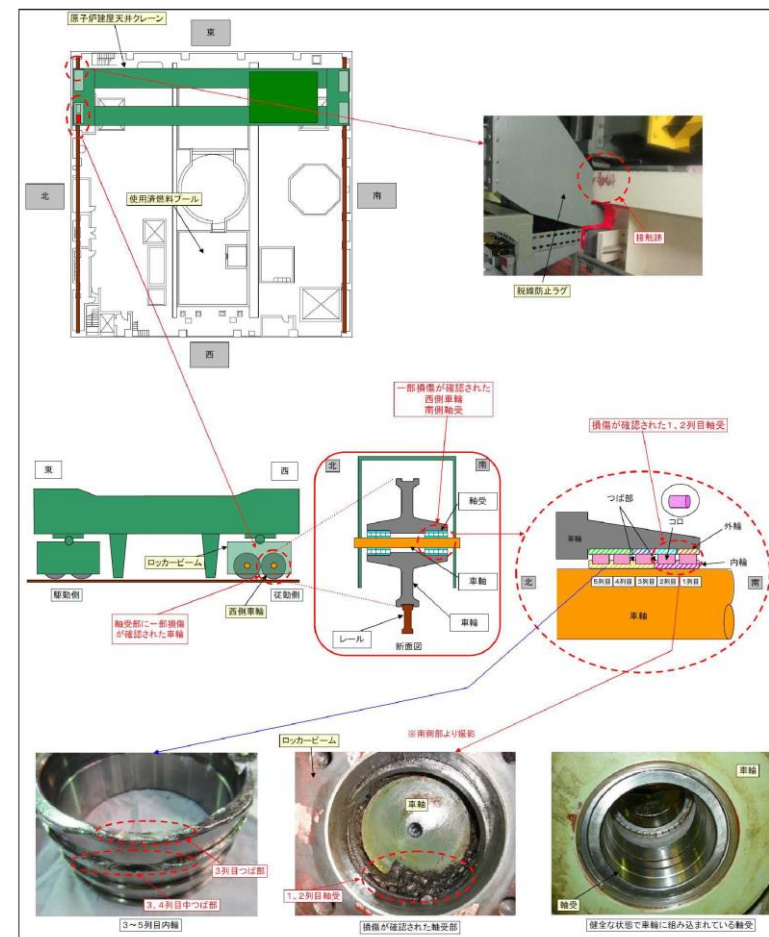 原子炉建屋天井クレーン
東
北
南
使用済燃料プール
西
接触跡
脱線防止ラグ
一部損傷が確認された
西側車輪
南側軸受
損傷が確認された1、2列目軸受
東
西
ロッカービーム
駆動側
従動側
西側車輪
軸受部に一部損傷
が確認された車輪
北
南
軸受
車軸
車輪
レール
断面図
つば部
コロ
外輪
車輪
内輪
北
5列目
4列目
3列目
2列目
1列目
南
車軸
※南側部より撮影
ロッカービーム
車軸
車輪
3列目つば部
3、4列目中つば部
1、2列目軸受
軸受
3~5列目内輪
損傷が確認された軸受部
健全な状態で車輪に組み込まれている軸受